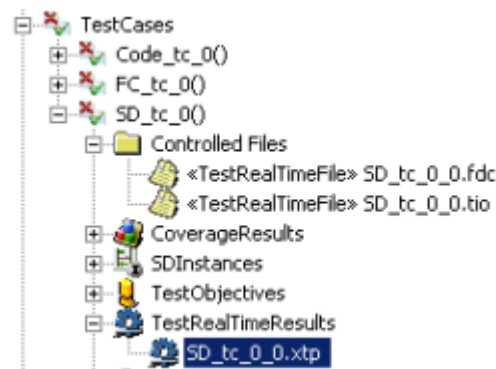 TestCases
Code_tc_0()
FC_tc_0()
SD_tc_0()
Controlled Files
«TestRealTimeFile» SD_tc_0_0.fdc
«TestRealTimeFile» SD_tc_0_0.tio
CoverageResults
SDInstances
TestObjectives
TestRealTimeResults
SD_tc_0_0.xtp